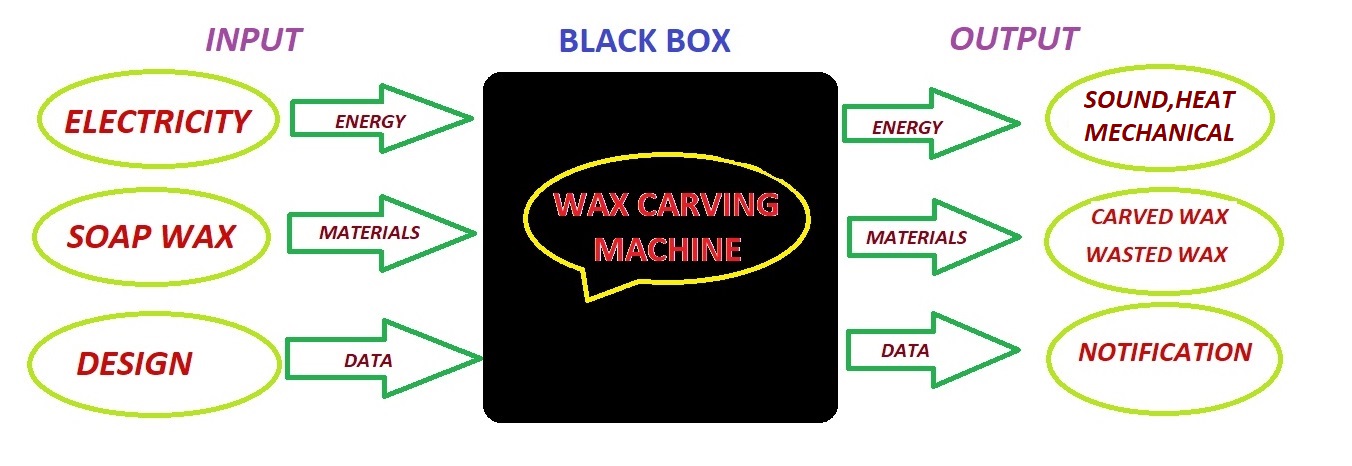 INPUT
BLACK BOX
OUTPUT
ELECTRICITY
ENERGY
WAX CARVING
MACHINE
ENERGY
SOUND,HEAT
MECHANICAL
SOAP WAX
MATERIALS
MATERIALS
CARVED WAX
WASTED WAX
DESIGN
DATA
DATA
NOTIFICATION